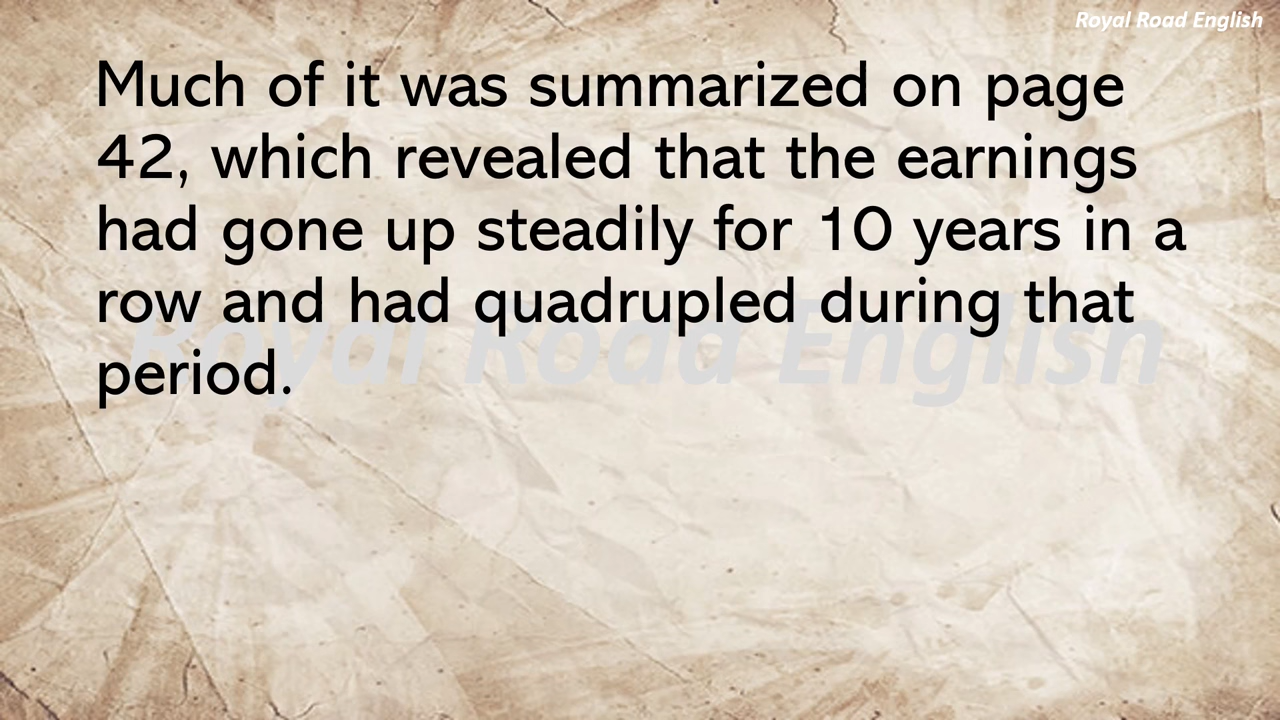 Royal Road English
Much of it was summarized on page
42, which revealed that the earnings
had gone up steadily for 10 years in a
row and had quadrupled during that
Royal Road English
period.